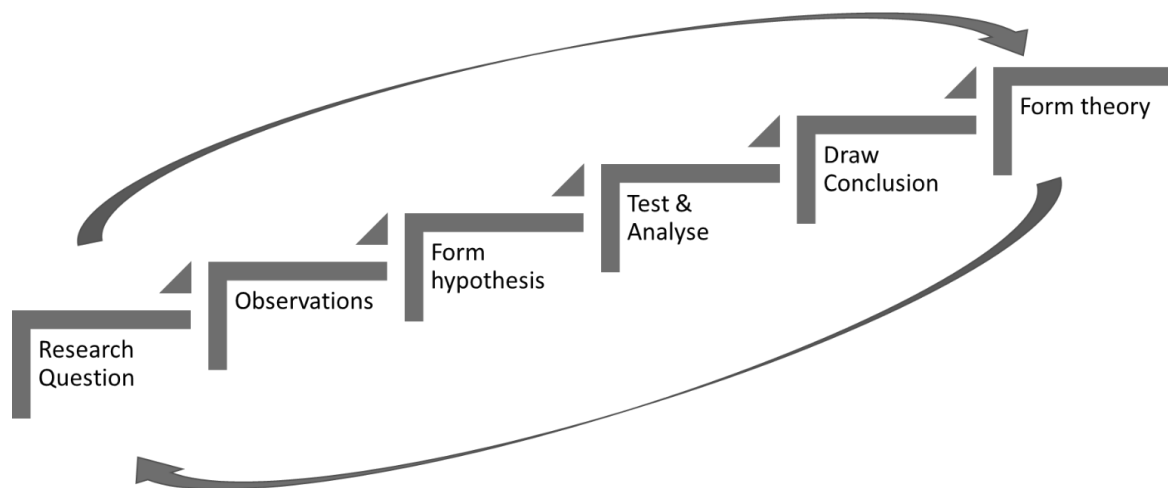 Research
Question
Observations
Form
hypothesis
Test &
Analyse
Draw
Conclusion
Form theory